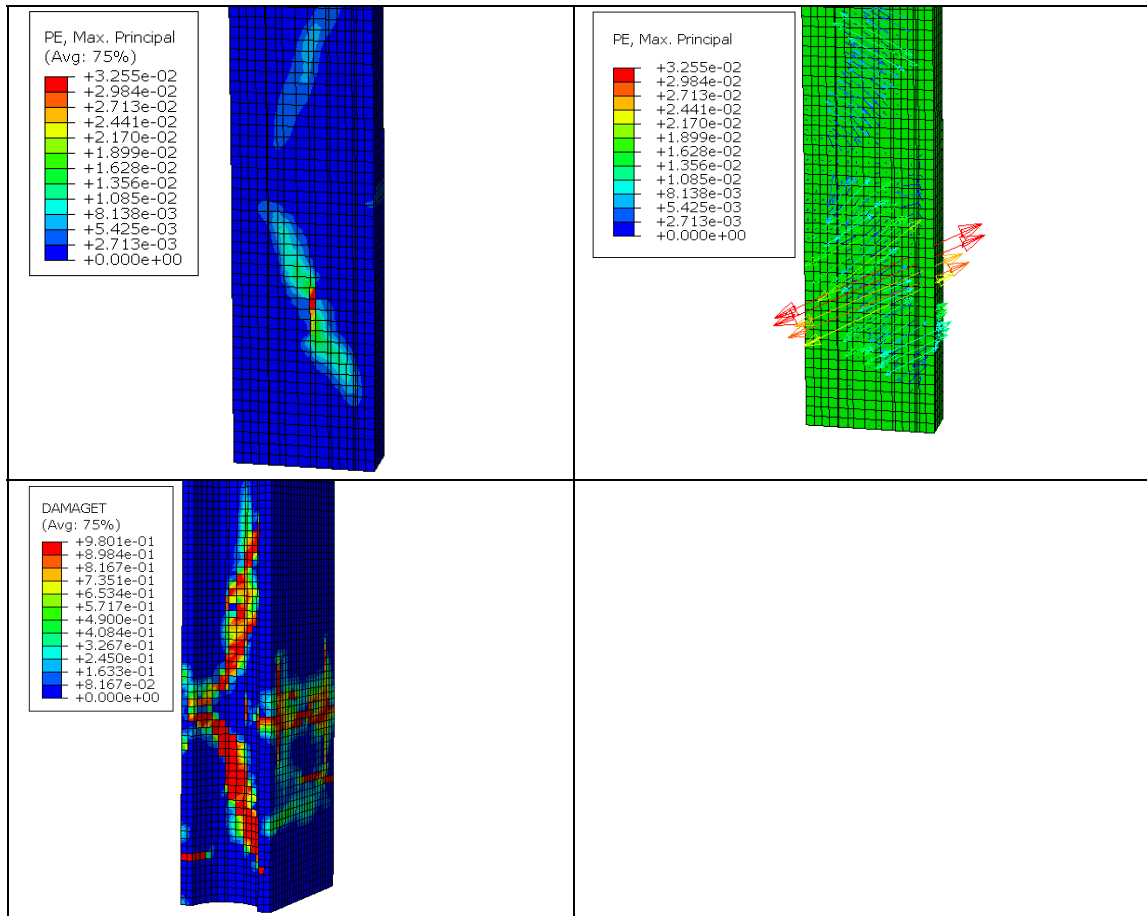 PE, Max. Principal
(Avg: 75%)
+3.255e-02
+2.984e-02
+2.713e-02
+2.441e-02
+2.170e-02
+1.899e-02
+1.628e-02
+1.356e-02
+1.085e-02
+8.138e-03
+5.425e-03
+2.713e-03
+0.000e+00
PE, Max. Principal
+3.255e-02
+2.984e-02
+2.713e-02
+2.441e-02
+2.170e-02
+1.899e-02
+1.628e-02
+1.356e-02
+1.085e-02
+8.138e-03
+5.425e-03
+2.713e-03
+0.000e+00
DAMAGET
(Avg: 75%)
+9.801e-01
+8.984e-01
+8.167e-01
+7.351e-01
+6.534e-01
+5.717e-01
+4.900e-01
+4.084e-01
+3.267e-01
+2.450e-01
+1.633e-01
+8.167e-02
+0.000e+00